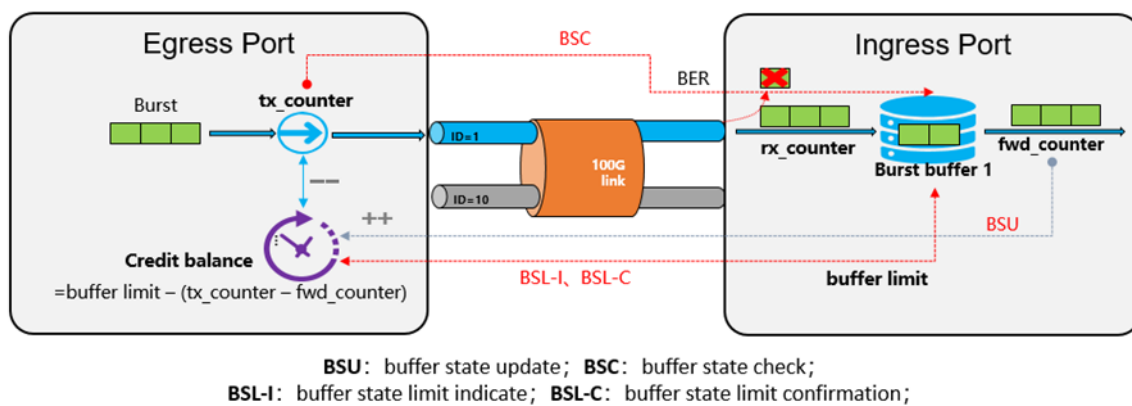 Egress Port
Ingress Port
BSC
BER
Burst
tx_counter
ID=1
100G
link
ID=10
rx_counter
Burst buffer 1
fwd_counter
--
++
BSU
Credit balance
=buffer limit – (tx_counter – fwd_counter)
BSL-I、BSL-C
buffer limit
BSU：buffer state update；BSC：buffer state check；
BSL-I：buffer state limit indicate；BSL-C：buffer state limit confirmation；